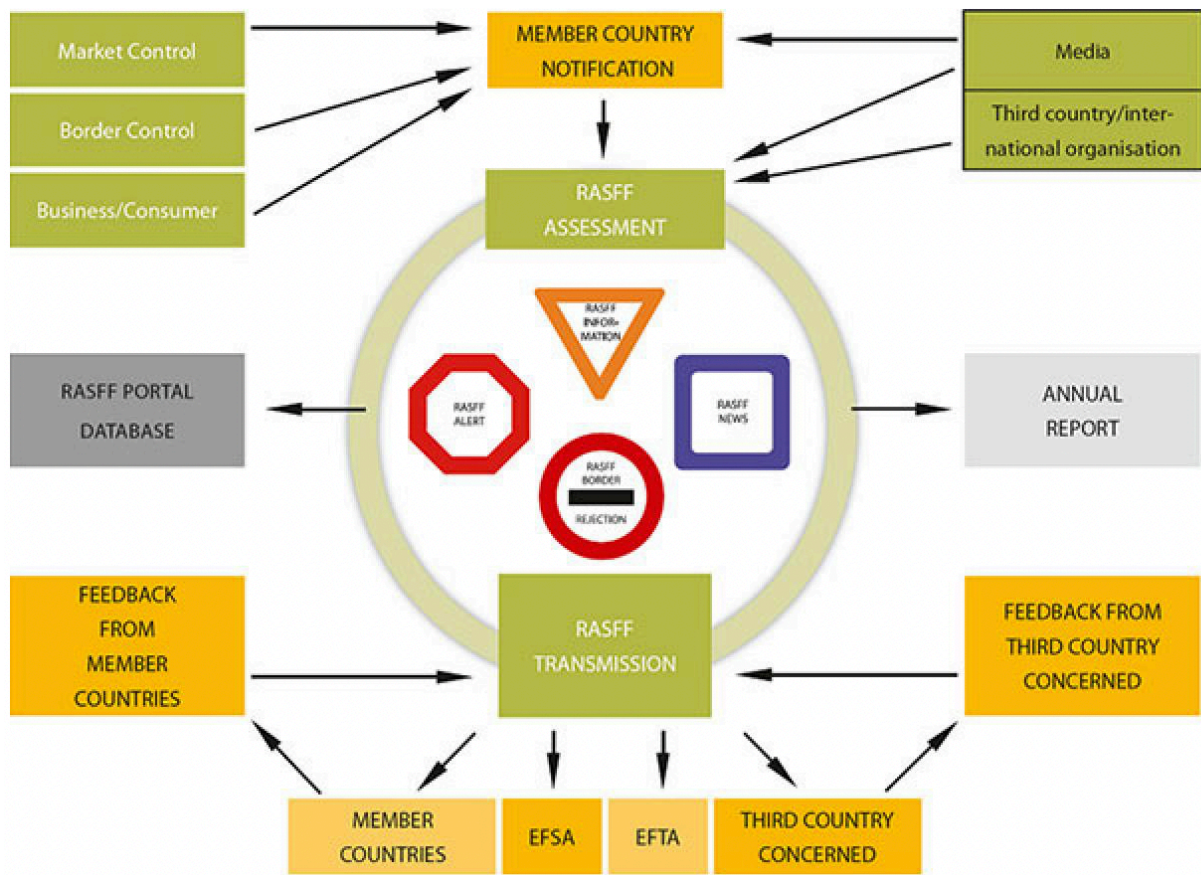 Market Control
MEMBER COUNTRY
NOTIFICATION
Media
Border Control
Third country/inter-
national organisation
Business/Consumer
RASFF
ASSESSMENT
RASFF
INFOR-
MATION
RASFF
ALERT
RASFF
NEWS
RASFF
BORDER
REJECTION
RASFF PORTAL
DATABASE
ANNUAL
REPORT
FEEDBACK
FROM
MEMBER
COUNTRIES
RASFF
TRANSMISSION
FEEDBACK FROM
THIRD COUNTRY
CONCERNED
MEMBER
COUNTRIES
EFSA
EFTA
THIRD COUNTRY
CONCERNED